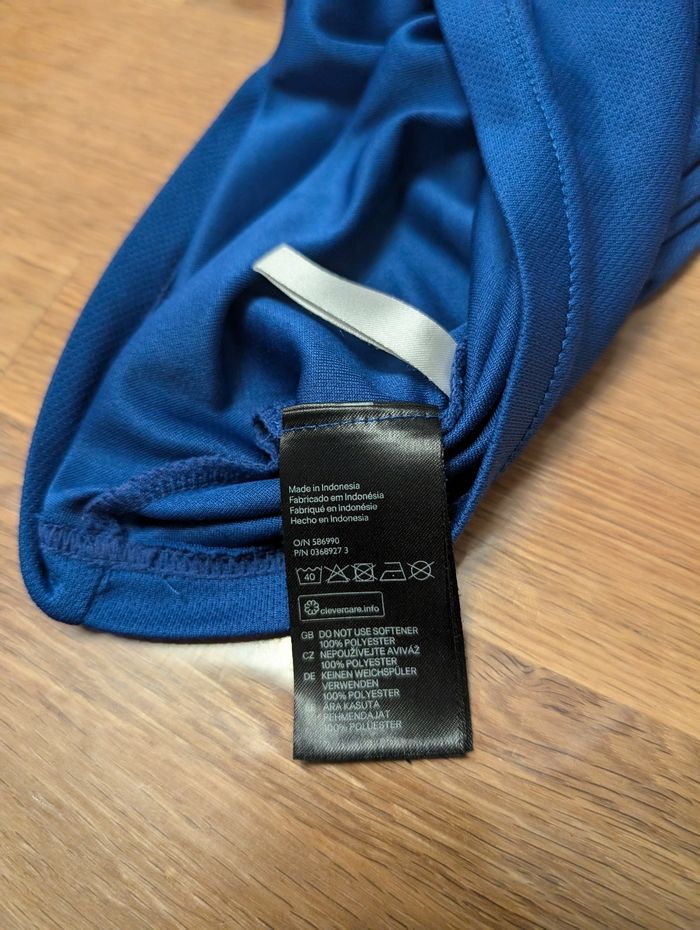 Made in Indonesia
Fabricado em Indonésia
Fabriqué en Indonésie
Hecho en Indonesia
O/N 586990
P/N 0368927 3
40
clevercare.info
GB DO NOT USE SOFTENER
100% POLYESTER
CZ NEPOUŽÍVEJTE AVIVÁŽ
100% POLYESTER
DE KEINEN WEICHSPÜLER
VERWENDEN
100% POLYESTER
ÄRA KASUTA
PEHMENDAJAT
100% POLÜESTER